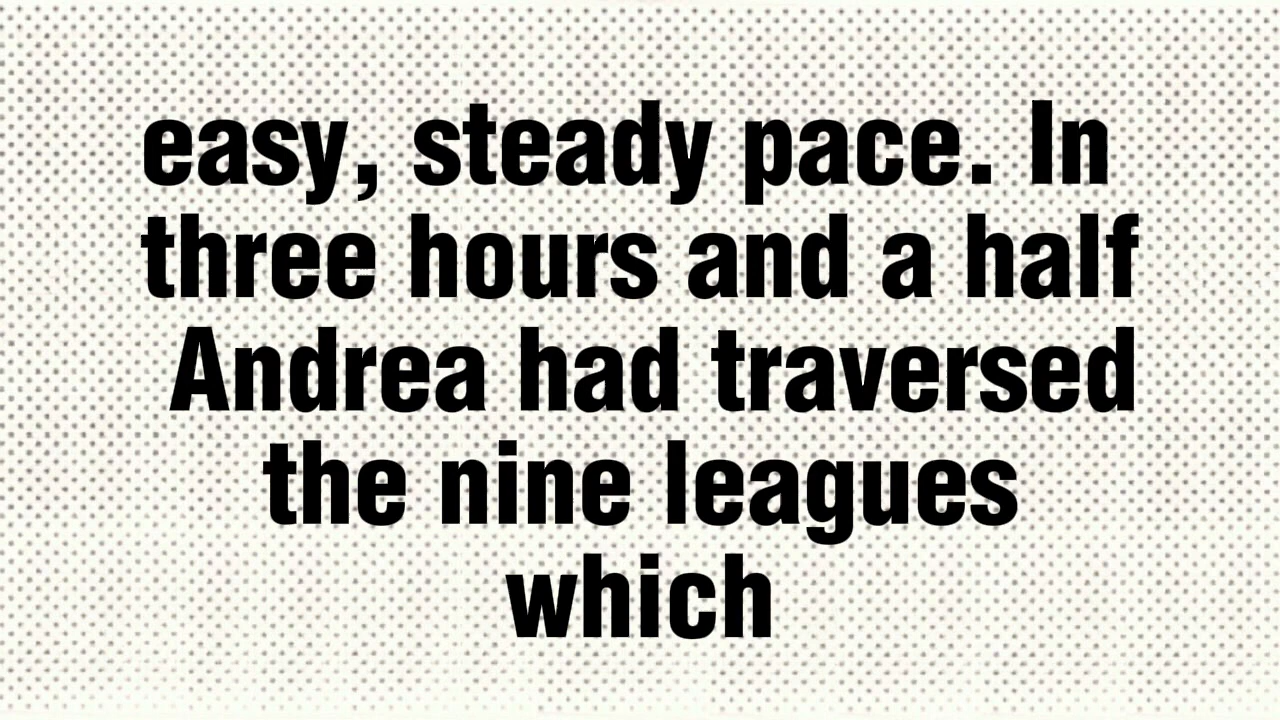 easy, steady pace. In
three hours and a half
Andrea had traversed
the nine leagues
which